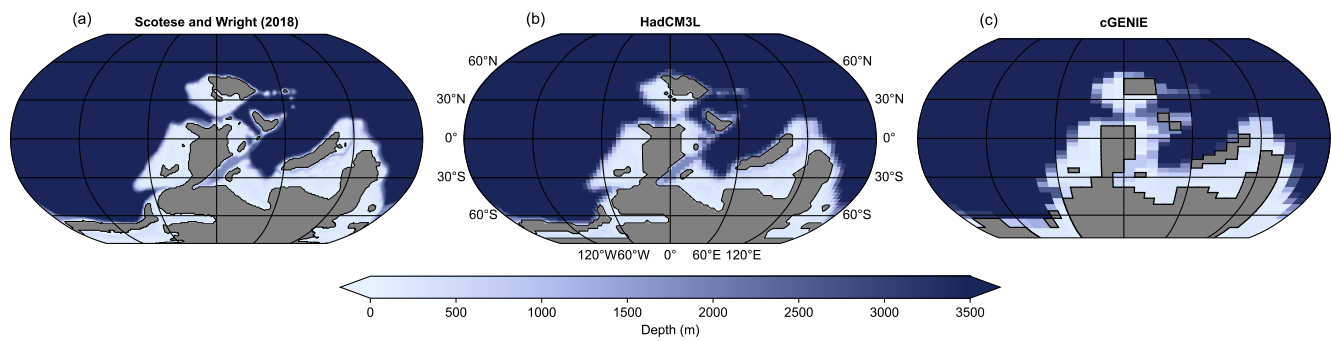 (a) Scotese and Wright (2018) (b) HadCM3L (c) cGENIE
60°N 60°N
30°N 30°N
0° 0°
30°S 30°S
60°S 60°S
120°W 60°W 0° 60°E 120°E
0 500 1000 1500 2000 2500 3000 3500
Depth (m)